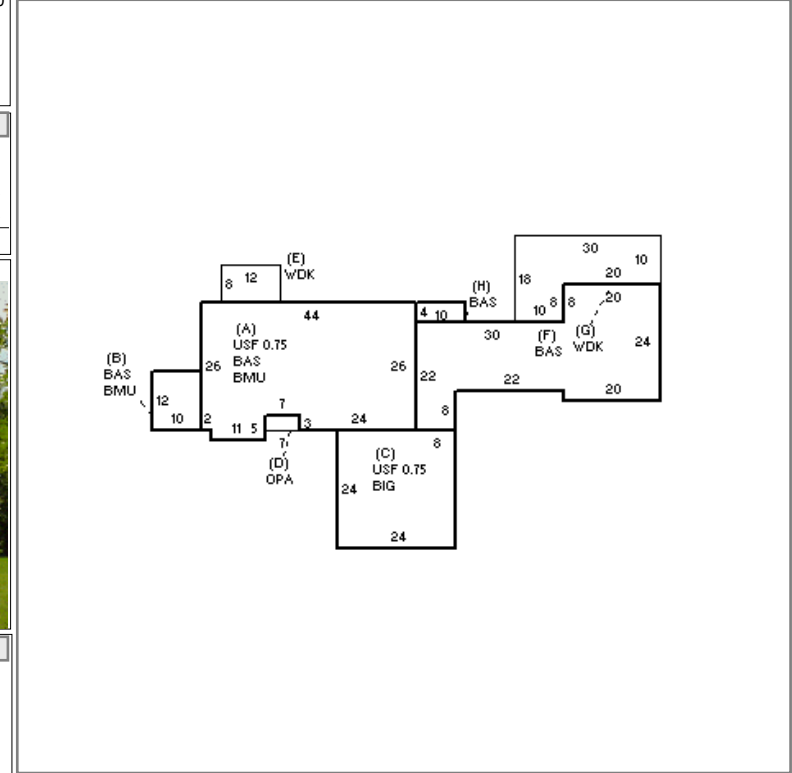 30
10
(E)
WDK
8 12
18
20
(H)
BAS
10 8
8
20
44
4 10
(A)
USF 0.75
BAS
BMU
30
(F)
BAS
(G)
WDK
24
(B)
BAS
BMU
26
26
22
22
20
12
10
2
7
24
8
11 5
3
7
(D)
OPA
8
(C)
USF 0.75
BIG
24
24